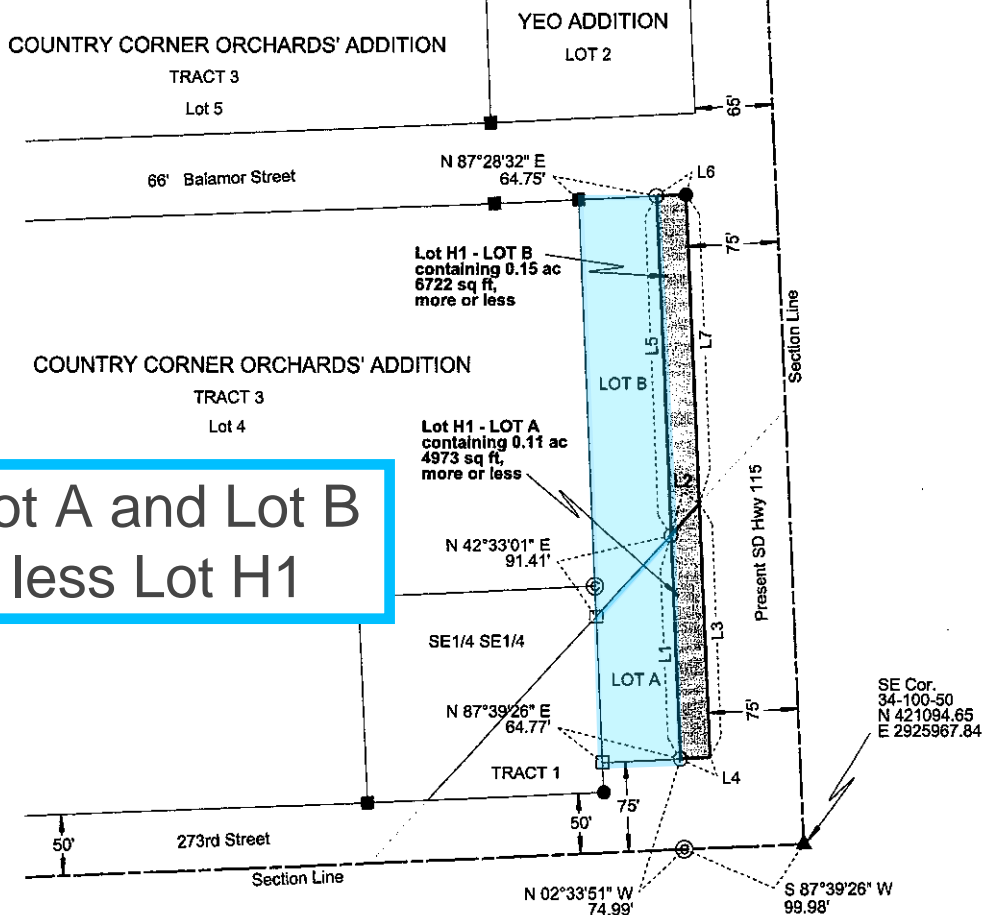 YEO ADDITION
LOT 2
COUNTRY CORNER ORCHARDS' ADDITION
TRACT 3
Lot 5
65'
66' Balamor Street
N 87°28'32" E
64.75'
L6
75'
Lot H1 - LOT B
containing 0.15 ac
6722 sq ft,
more or less
L5
L7
Section Line
COUNTRY CORNER ORCHARDS' ADDITION
TRACT 3
Lot 4
LOT B
Lot H1 - LOT A
containing 0.11 ac
4973 sq ft,
more or less
L2
ot A and Lot B
less Lot H1
N 42°33'01" E
91.41'
Present SD Hwy 115
SE1/4 SE1/4
L1
L3
LOT A
N 87°39'26" E
64.77'
75'
SE Cor.
34-100-50
N 421094.65
E 2925967.84
TRACT 1
L4
50'
273rd Street
50'
75'
Section Line
N 02°33'51" W
74.99'
S 87°39'26" W
99.98'